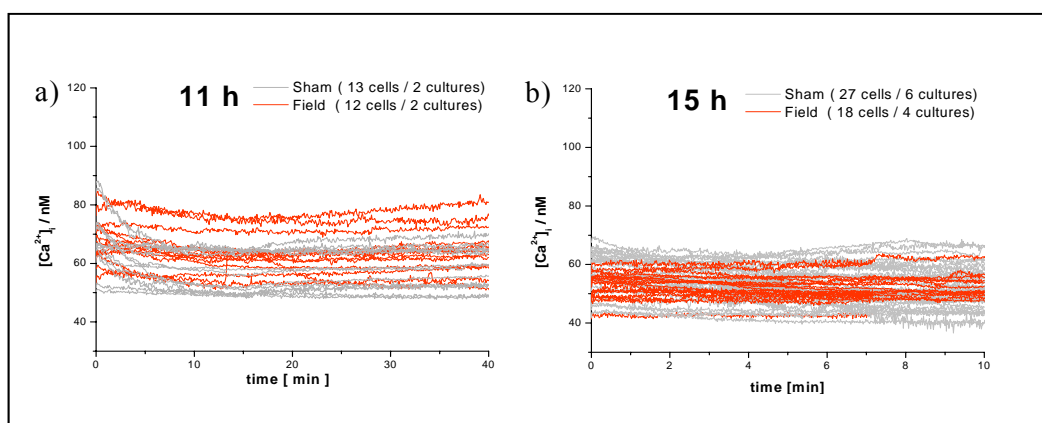 a)
11 h
Sham ( 13 cells / 2 cultures)
Field ( 12 cells / 2 cultures)
120
100
80
60
40
[Ca2+]i / nM
0
10
20
30
40
time [ min ]
b)
15 h
Sham ( 27 cells / 6 cultures)
Field ( 18 cells / 4 cultures)
120
100
80
60
40
[Ca2+]i / nM
0
2
4
6
8
10
time [min]